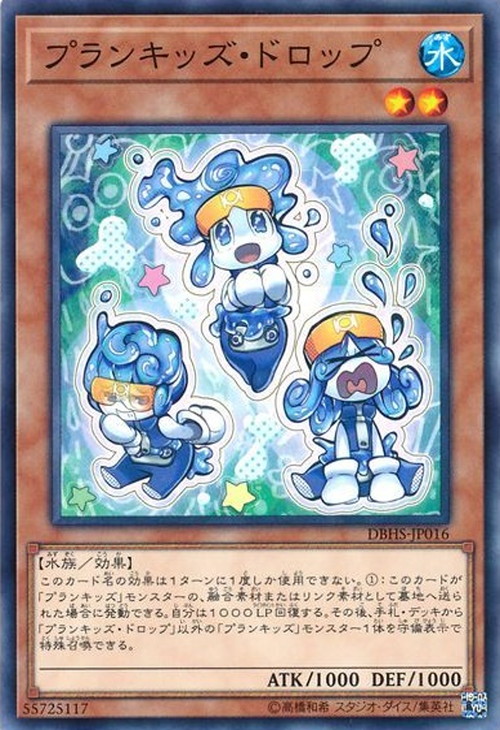 プランキッズ・ドロップ
水
DBHS-JP016
【水族/効果】
このカード名の効果は1ターンに1度しか使用できない。①:このカードが
「プランキッズ」モンスターの、融合素材またはリンク素材として墓地へ送ら
れた場合に発動できる。自分は1000LP回復する。その後、手札・デッキから
「プランキッズ・ドロップ」以外の「プランキッズ」モンスター1体を守備表示で
特殊召喚できる。
ATK/1000 DEF/1000
55725117
©高橋和希 スタジオ・ダイス/集英社